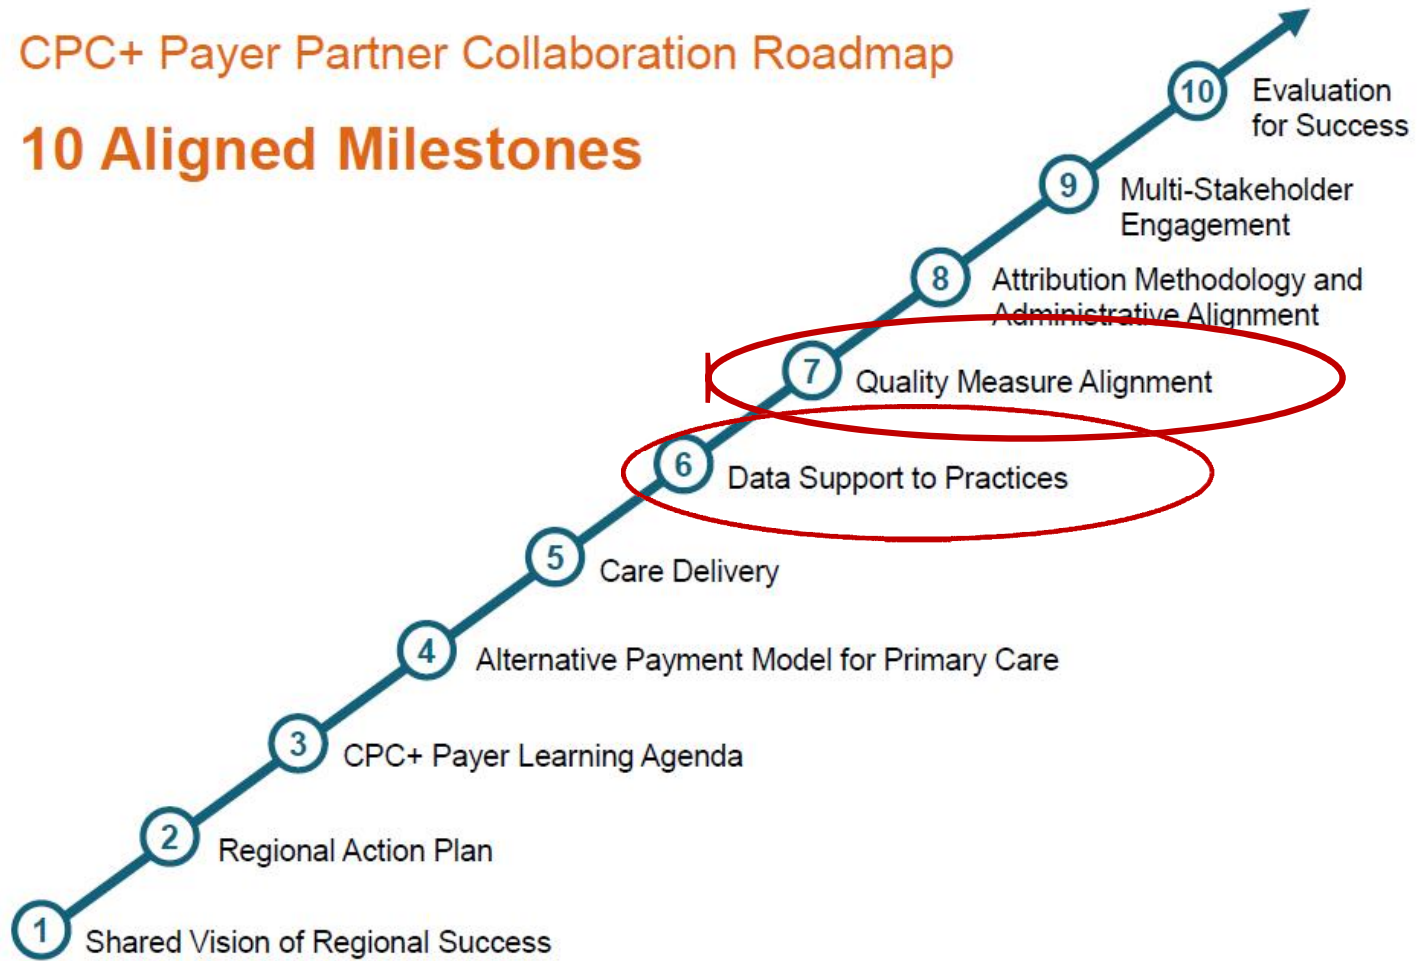 CPC+ Payer Partner Collaboration Roadmap
10 Aligned Milestones
10
Evaluation
for Success
9
Multi-Stakeholder
Engagement
8
Attribution Methodology and
Administrative Alignment
7
Quality Measure Alignment
6
Data Support to Practices
5
Care Delivery
4
Alternative Payment Model for Primary Care
3
CPC+ Payer Learning Agenda
2
Regional Action Plan
1
Shared Vision of Regional Success